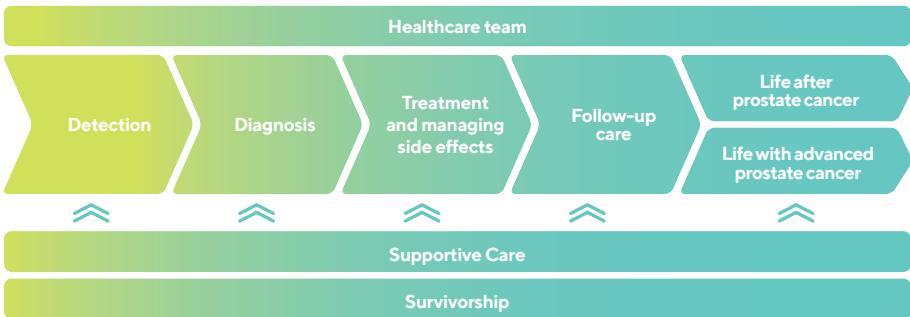 Healthcare team
Detection
Diagnosis
Treatment
and managing
side effects
Follow-up
care
Life after
prostate cancer
Life with advanced
prostate cancer
Supportive Care
Survivorship